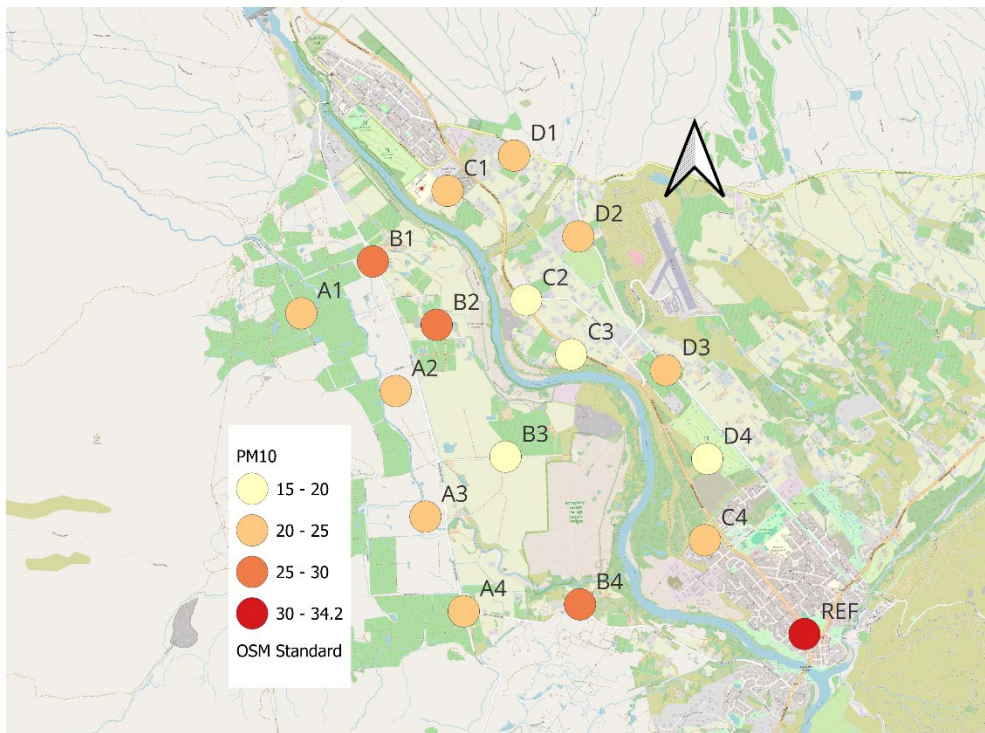 D1
C1
D2
B1
C2
A1
B2
C3
D3
A2
B3
D4
A3
C4
B4
A4
REF
PM10
15 - 20
20 - 25
25 - 30
30 - 34.2
OSM Standard